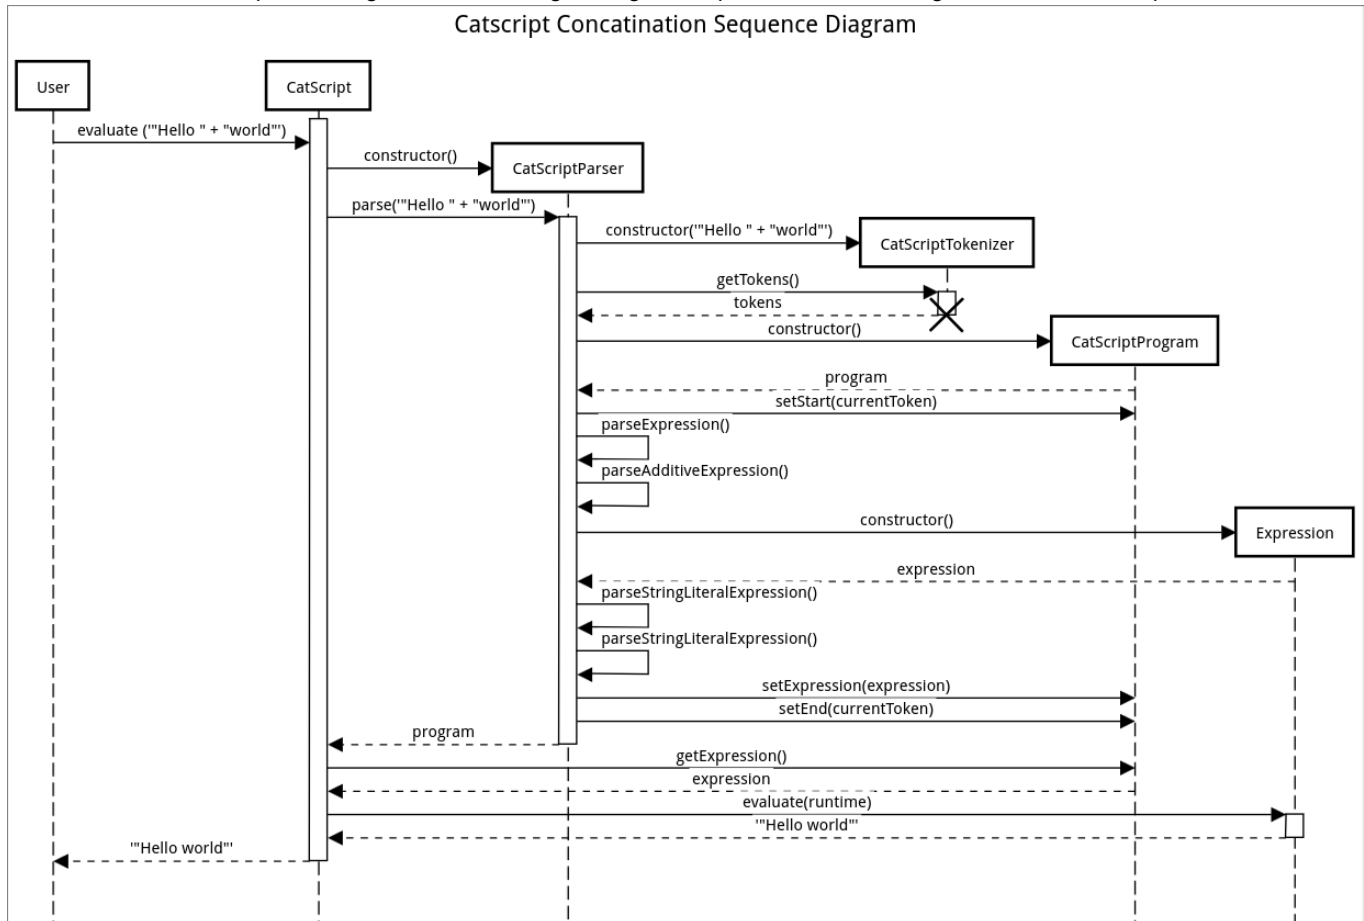 Catscript Concatination Sequence Diagram
User
CatScript
evaluate ('"Hello " + "world"')
constructor()
CatScriptParser
parse('"Hello " + "world"')
constructor('"Hello " + "world"')
CatScriptTokenizer
getTokens()
tokens
constructor()
CatScriptProgram
program
setStart(currentToken)
parseExpression()
parseAdditiveExpression()
constructor()
Expression
expression
parseStringLiteralExpression()
parseStringLiteralExpression()
setExpression(expression)
setEnd(currentToken)
program
getExpression()
expression
evaluate(runtime)
'"Hello world"'
'"Hello world"'